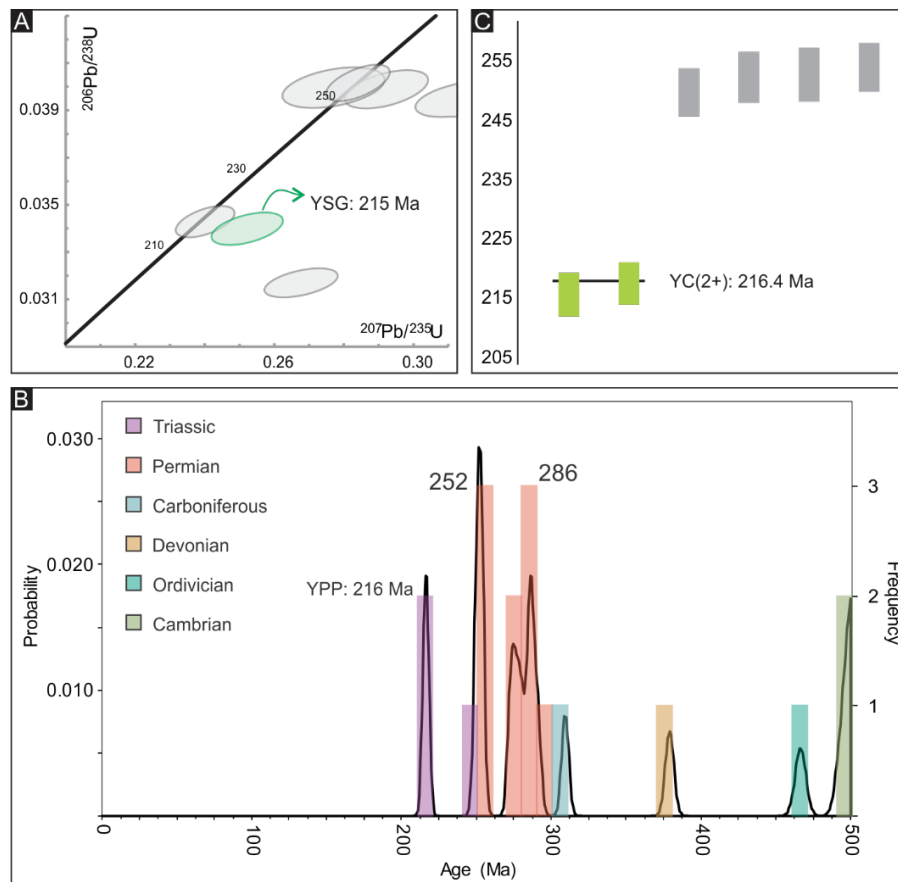 A
206Pb/238U
0.039
0.035
0.031
250
230
210
YSG: 215 Ma
207Pb/235U
0.22
0.26
0.30
C
255
245
235
225
215
205
YC(2+): 216.4 Ma
B
Triassic
Permian
Carboniferous
Devonian
Ordivician
Cambrian
252
286
YPP: 216 Ma
Probability
0.030
0.020
0.010
Frequency
3
2
1
0
100
200
300
400
500
Age (Ma)